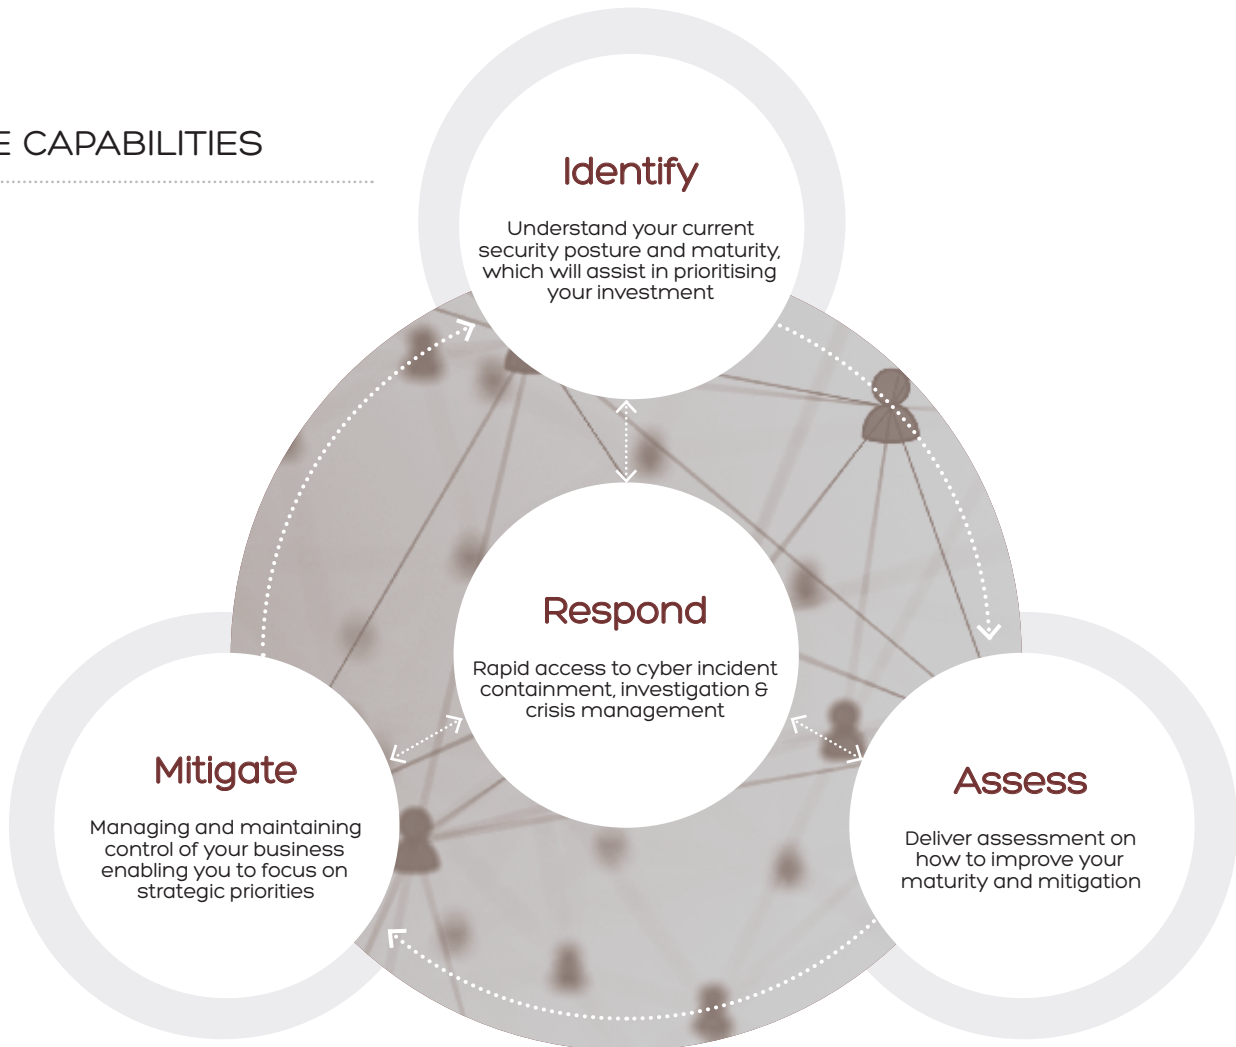 E CAPABILITIES
Identify
Understand your current
security posture and maturity,
which will assist in prioritising
your investment
Respond
Rapid access to cyber incident
containment, investigation &
crisis management
Mitigate
Managing and maintaining
control of your business
enabling you to focus on
strategic priorities
Assess
Deliver assessment on
how to improve your
maturity and mitigation